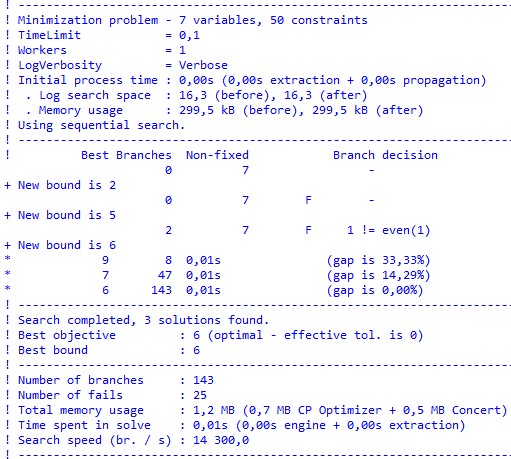 ! ----------------------------------------------------------------------------
! Minimization problem - 7 variables, 50 constraints
! TimeLimit            = 0,1
! Workers              = 1
! LogVerbosity         = Verbose
! Initial process time : 0,00s (0,00s extraction + 0,00s propagation)
!  . Log search space  : 16,3 (before), 16,3 (after)
!  . Memory usage      : 299,5 kB (before), 299,5 kB (after)
! Using sequential search.
! ----------------------------------------------------------------------------
!          Best Branches  Non-fixed            Branch decision
                        0          7                 -
+ New bound is 2
                        0          7        F        -
+ New bound is 5
                        2          7        F     1 != even(1)
+ New bound is 6
*             9        8  0,01s               (gap is 33,33%)
*             7       47  0,01s               (gap is 14,29%)
*             6      143  0,01s               (gap is 0,00%)
! ----------------------------------------------------------------------------
! Search completed, 3 solutions found.
! Best objective         : 6 (optimal - effective tol. is 0)
! Best bound             : 6
! ----------------------------------------------------------------------------
! Number of branches     : 143
! Number of fails        : 25
! Total memory usage     : 1,2 MB (0,7 MB CP Optimizer + 0,5 MB Concert)
! Time spent in solve    : 0,01s (0,00s engine + 0,00s extraction)
! Search speed (br. / s) : 14 300,0
! ----------------------------------------------------------------------------